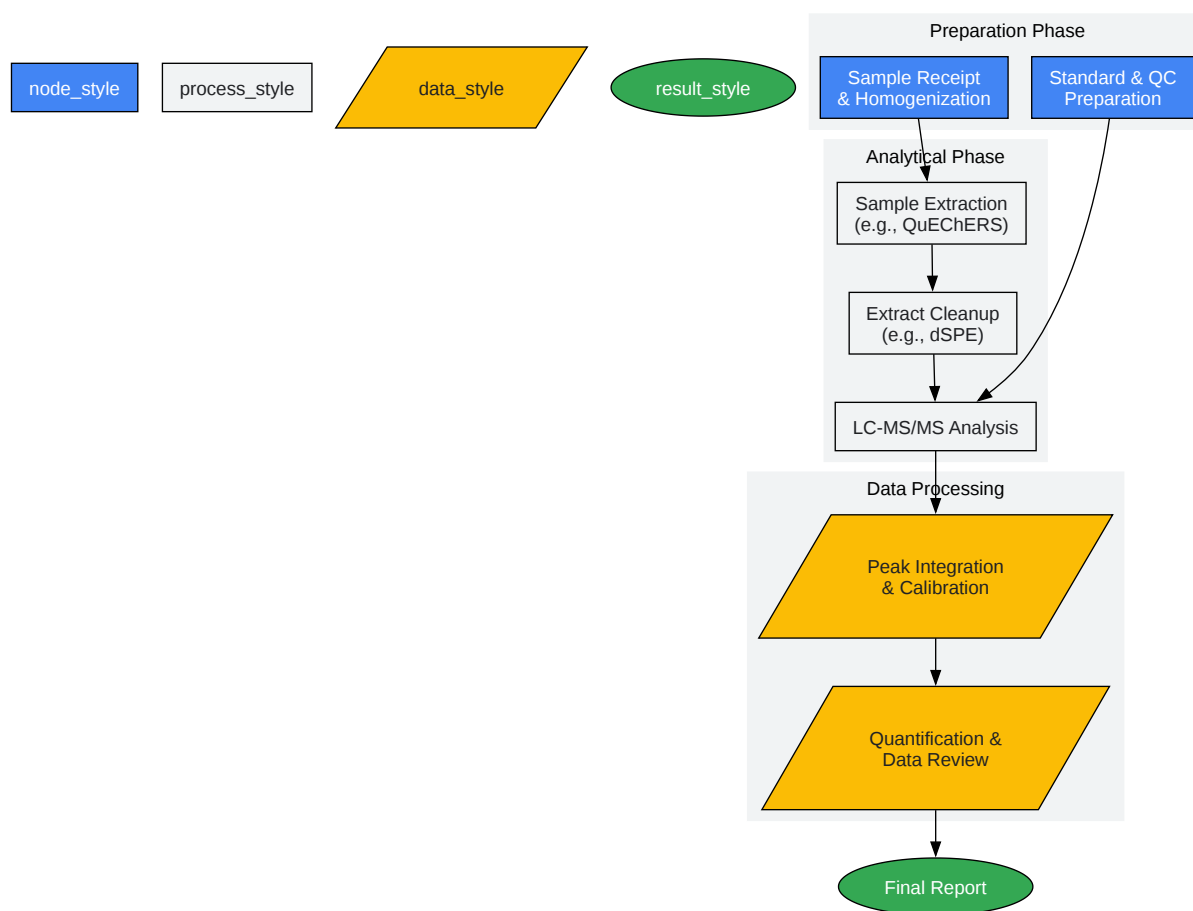 node_style
process_style
data_style
result_style
Preparation Phase
Sample Receipt
& Homogenization
Standard & QC
Preparation
Analytical Phase
Sample Extraction
(e.g., QuEChERS)
Extract Cleanup
(e.g., dSPE)
LC-MS/MS Analysis
Data Processing
Peak Integration
& Calibration
Quantification &
Data Review
Final Report